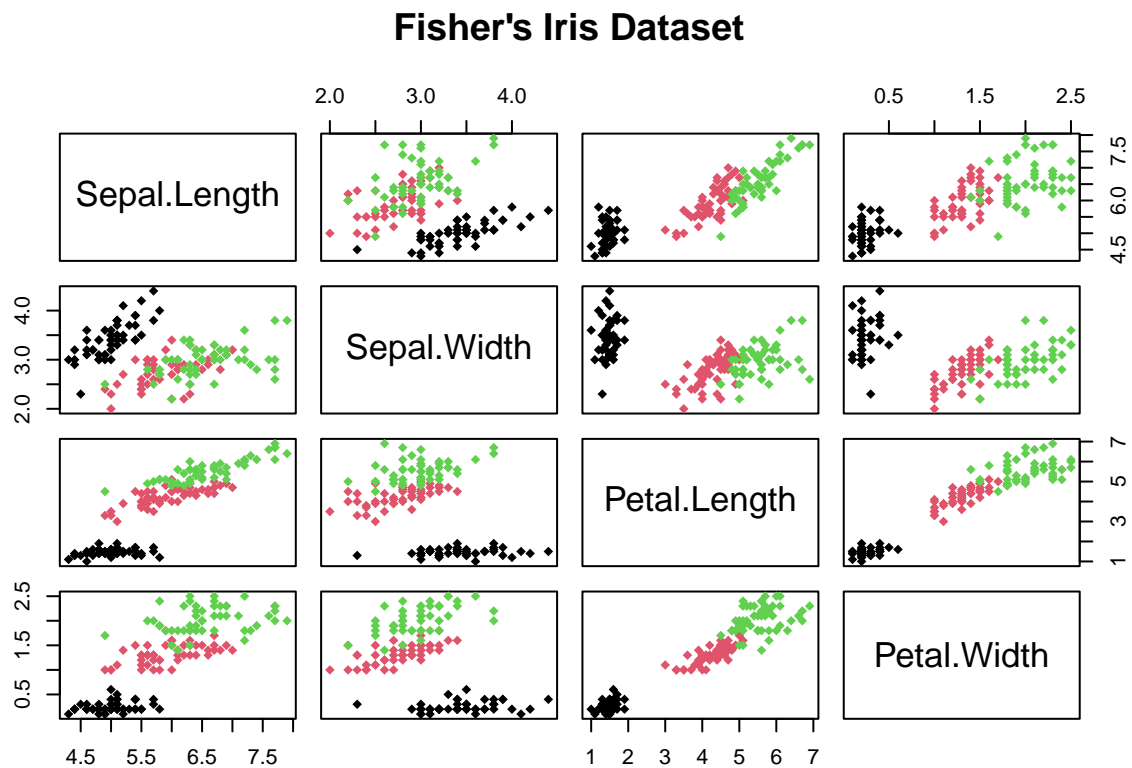 Fisher's Iris Dataset
2.0 3.0 4.0
0.5 1.5 2.5
Sepal.Length
4.5 6.0 7.5
2.0 3.0 4.0
Sepal.Width
Petal.Length
1 3 5 7
0.5 1.5 2.5
Petal.Width
4.5 5.5 6.5 7.5
1 2 3 4 5 6 7